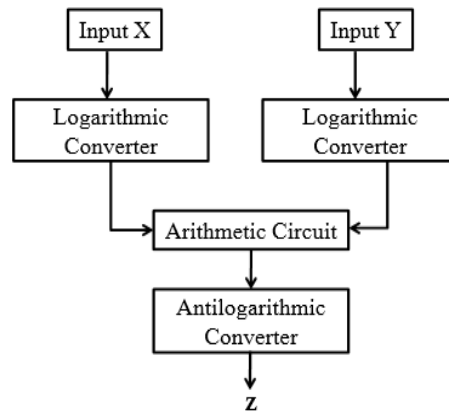 Input X
Input Y
Logarithmic
Converter
Logarithmic
Converter
Arithmetic Circuit
Antilogarithmic
Converter
Z